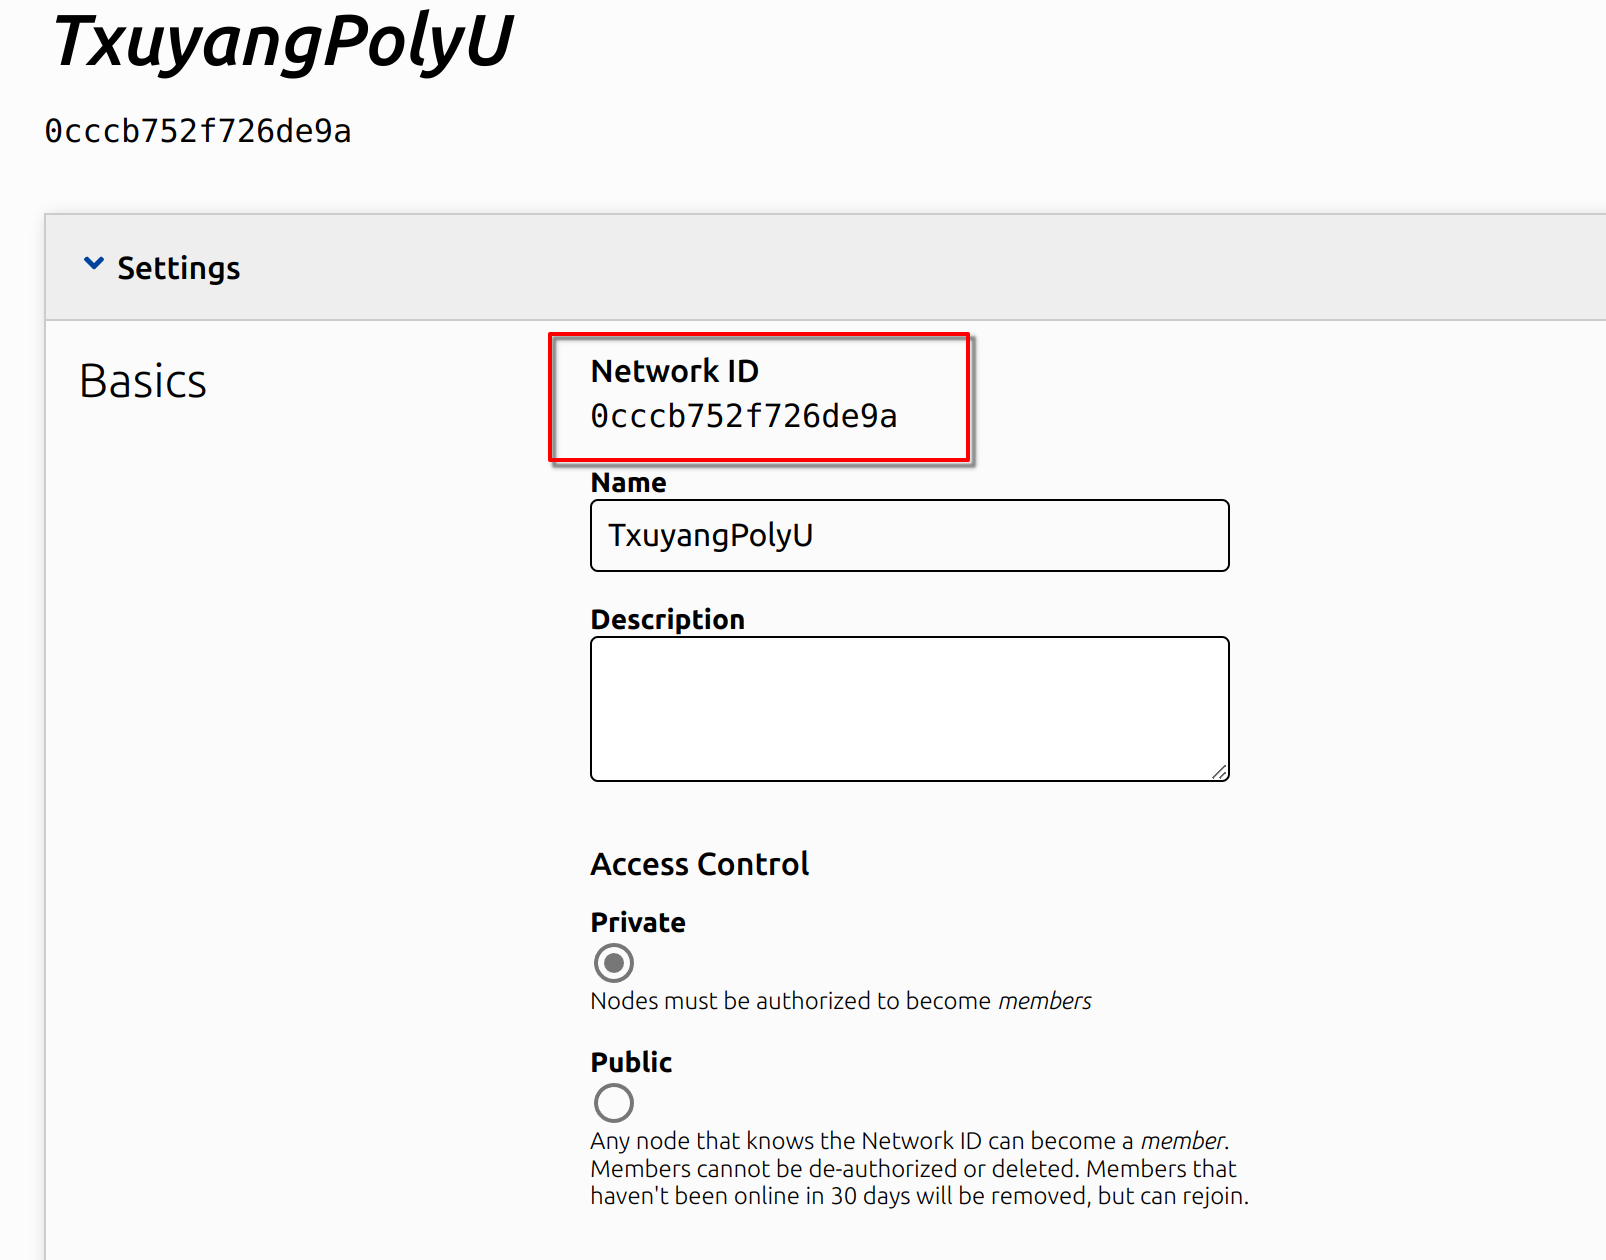 TxuyangPolyU
0cccb752f726de9a
Settings
Basics
Network ID
0cccb752f726de9a
Name
TxuyangPolyU
Description
Access Control
Private
Nodes must be authorized to become members
Public
Any node that knows the Network ID can become a member.
Members cannot be de-authorized or deleted. Members that
haven't been online in 30 days will be removed, but can rejoin.